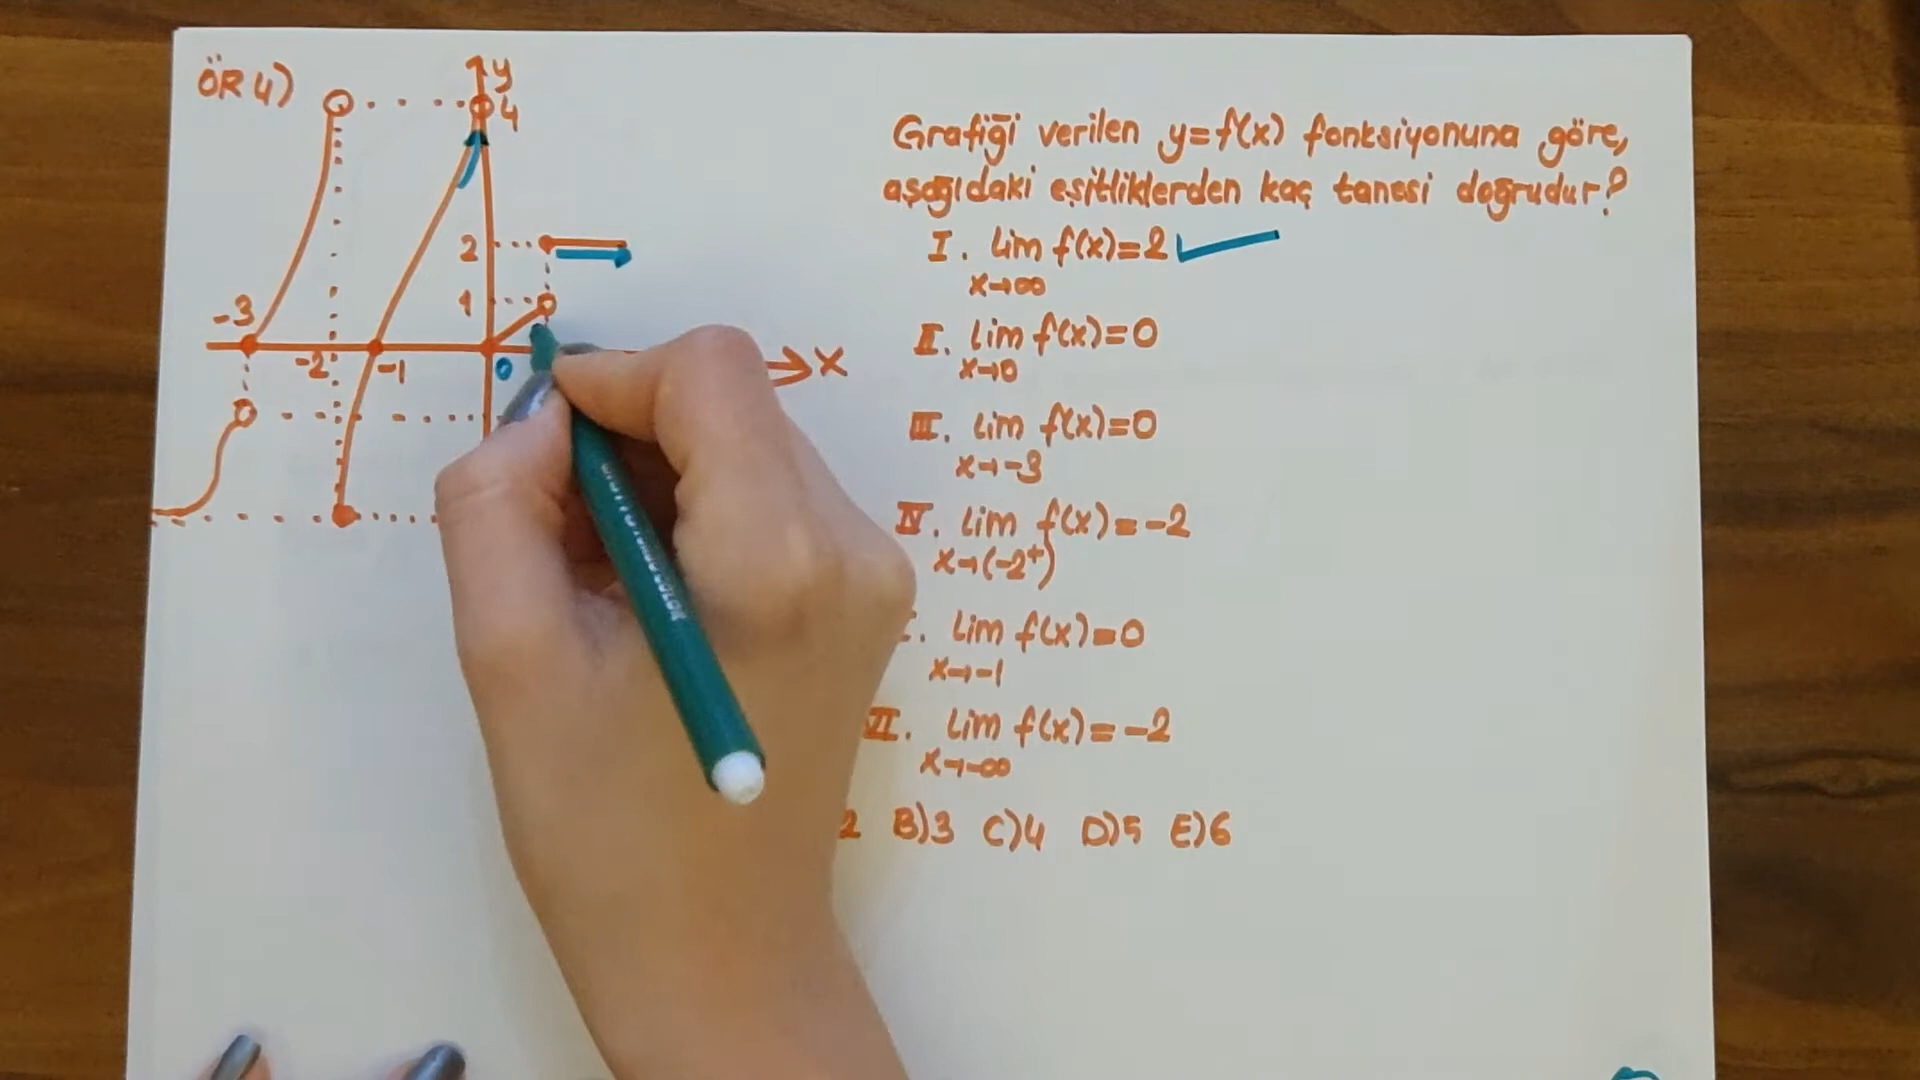 ÖR 4)
y
4
2
1
-3
-2
-1
0
x
Grafiği verilen y=f(x) fonksiyonuna göre,
aşağıdaki eşitliklerden kaç tanesi doğrudur?
I. lim f(x)=2
x→∞
II. lim f(x)=0
x→0
III. lim f(x)=0
x→-3
IV. lim f(x)=-2
x→(-2⁺)
lim f(x)=0
x→-1
VI. lim f(x)=-2
x→-∞
2 B)3 C)4 D)5 E)6